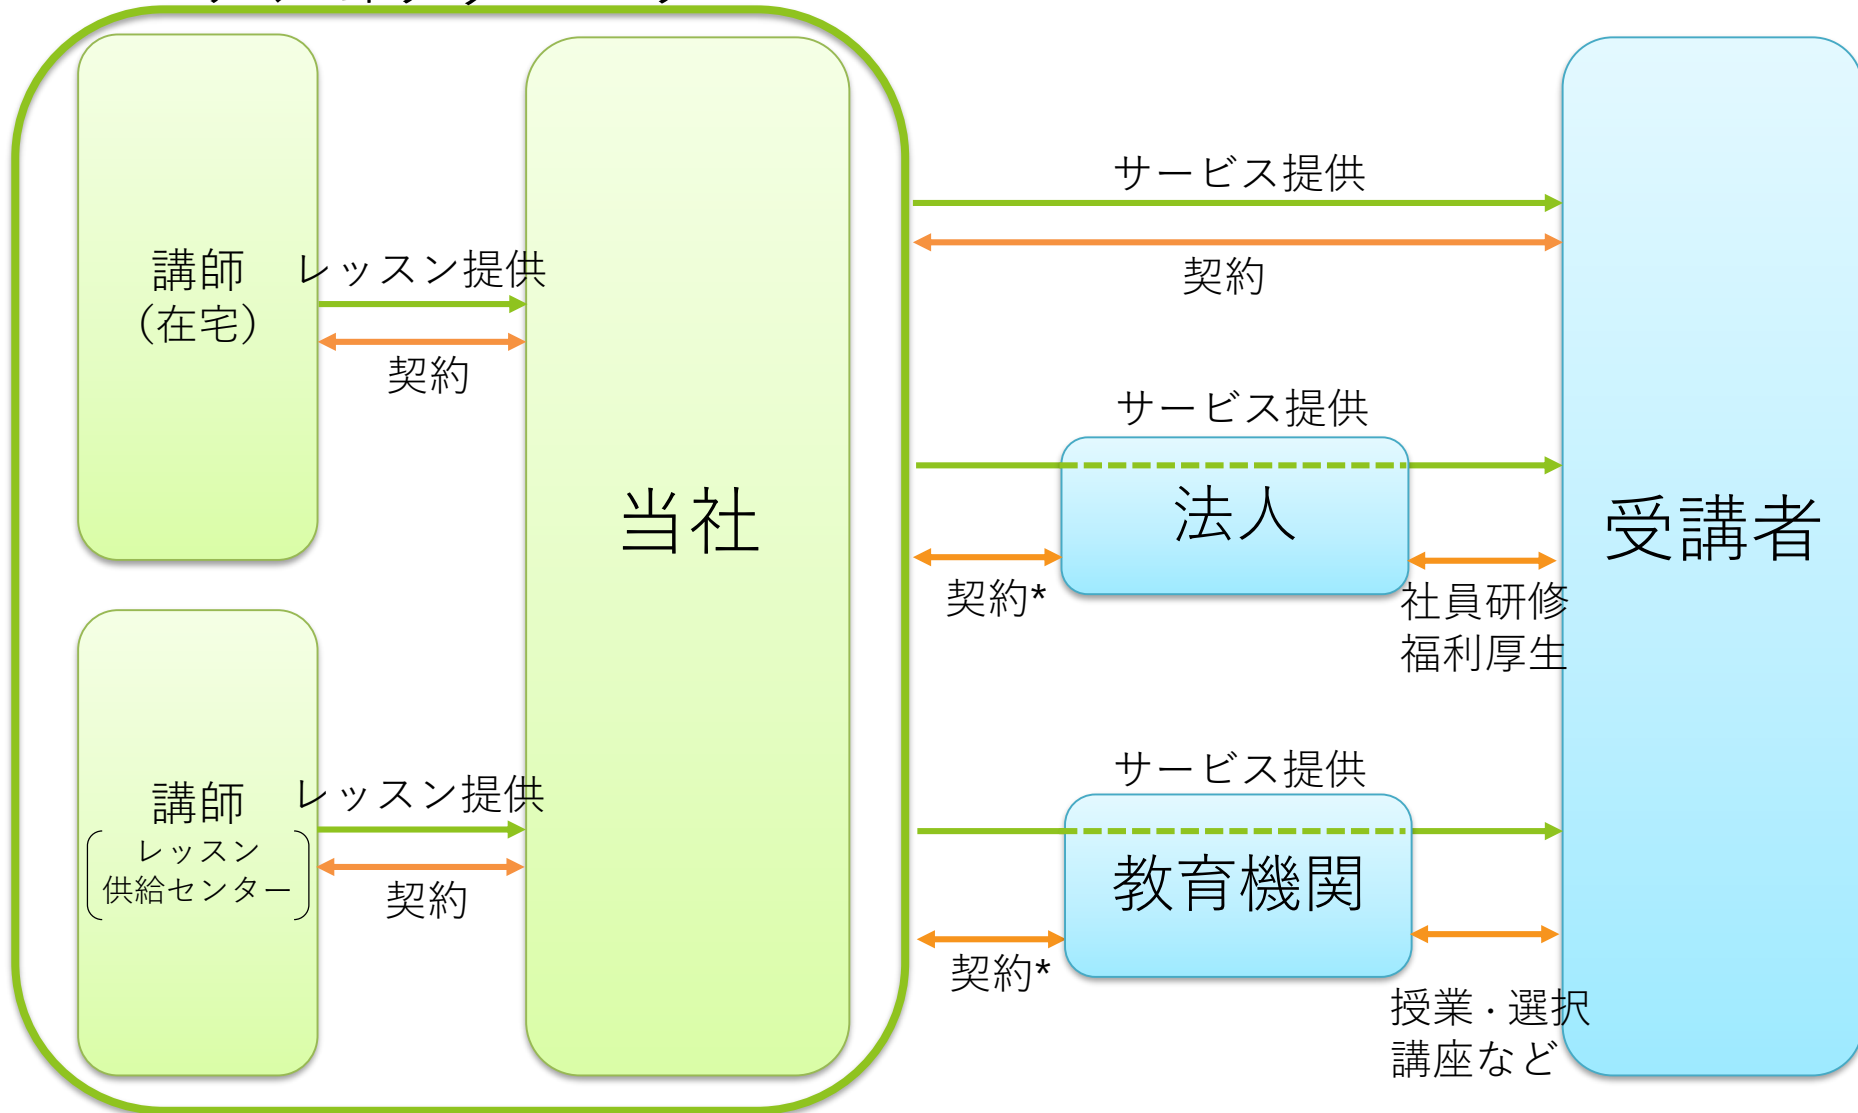 講師
（在宅）
レッスン提供
契約
講師
レッスン
供給センター
レッスン提供
契約
当社
サービス提供
契約
サービス提供
法人
契約*
社員研修
福利厚生
サービス提供
教育機関
契約*
授業・選択
講座など
受講者